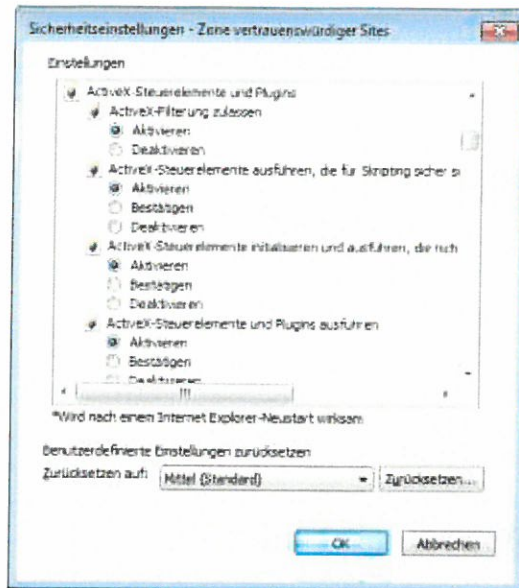 Sicherheitseinstellungen - Zone vertrauenswürdiger Sites
Einstellungen
ActiveX-Steuerelemente und Plugins
ActiveX-Filterung zulassen
Aktivieren
Deaktivieren
ActiveX-Steuerelemente ausführen, die für Skripting sicher si
Aktivieren
Bestätigen
Deaktivieren
ActiveX-Steuerelemente initialisieren und ausführen, die nich
Aktivieren
Bestätigen
Deaktivieren
ActiveX-Steuerelemente und Plugins ausführen
Aktivieren
Bestätigen
Deaktivieren
*Wird nach einem Internet Explorer-Neustart wirksam
Benutzerdefinierte Einstellungen zurücksetzen
Zurücksetzen auf: Mittel (Standard) Zurücksetzen...
OK Abbrechen